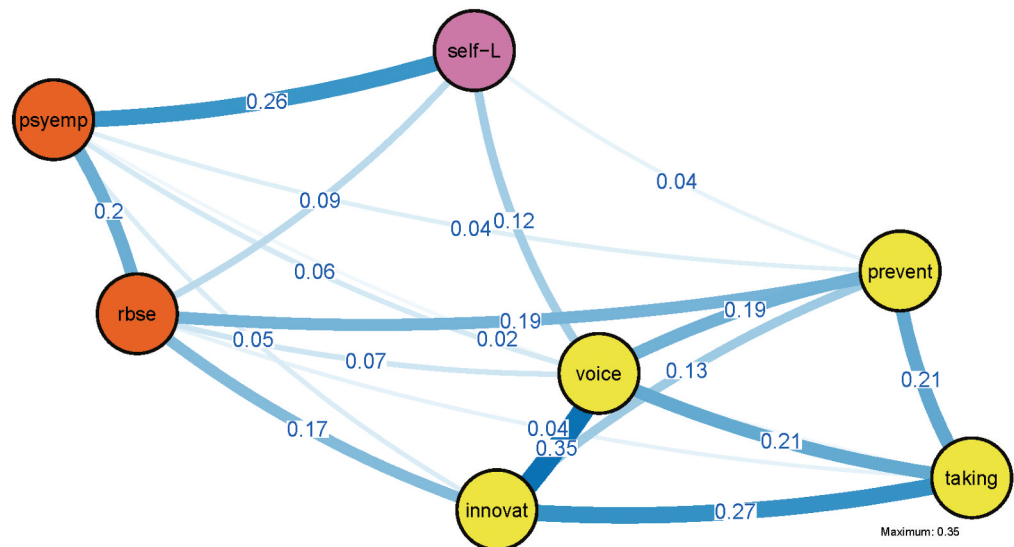 self-L
psyemp
0.26
0.04
0.09
0.2
0.12
0.04
0.06
prevent
rbse
0.19
0.19
0.05
0.02
0.07
0.13
voice
0.21
0.17
0.04
0.21
0.35
taking
innovat
0.27
Maximum: 0.35